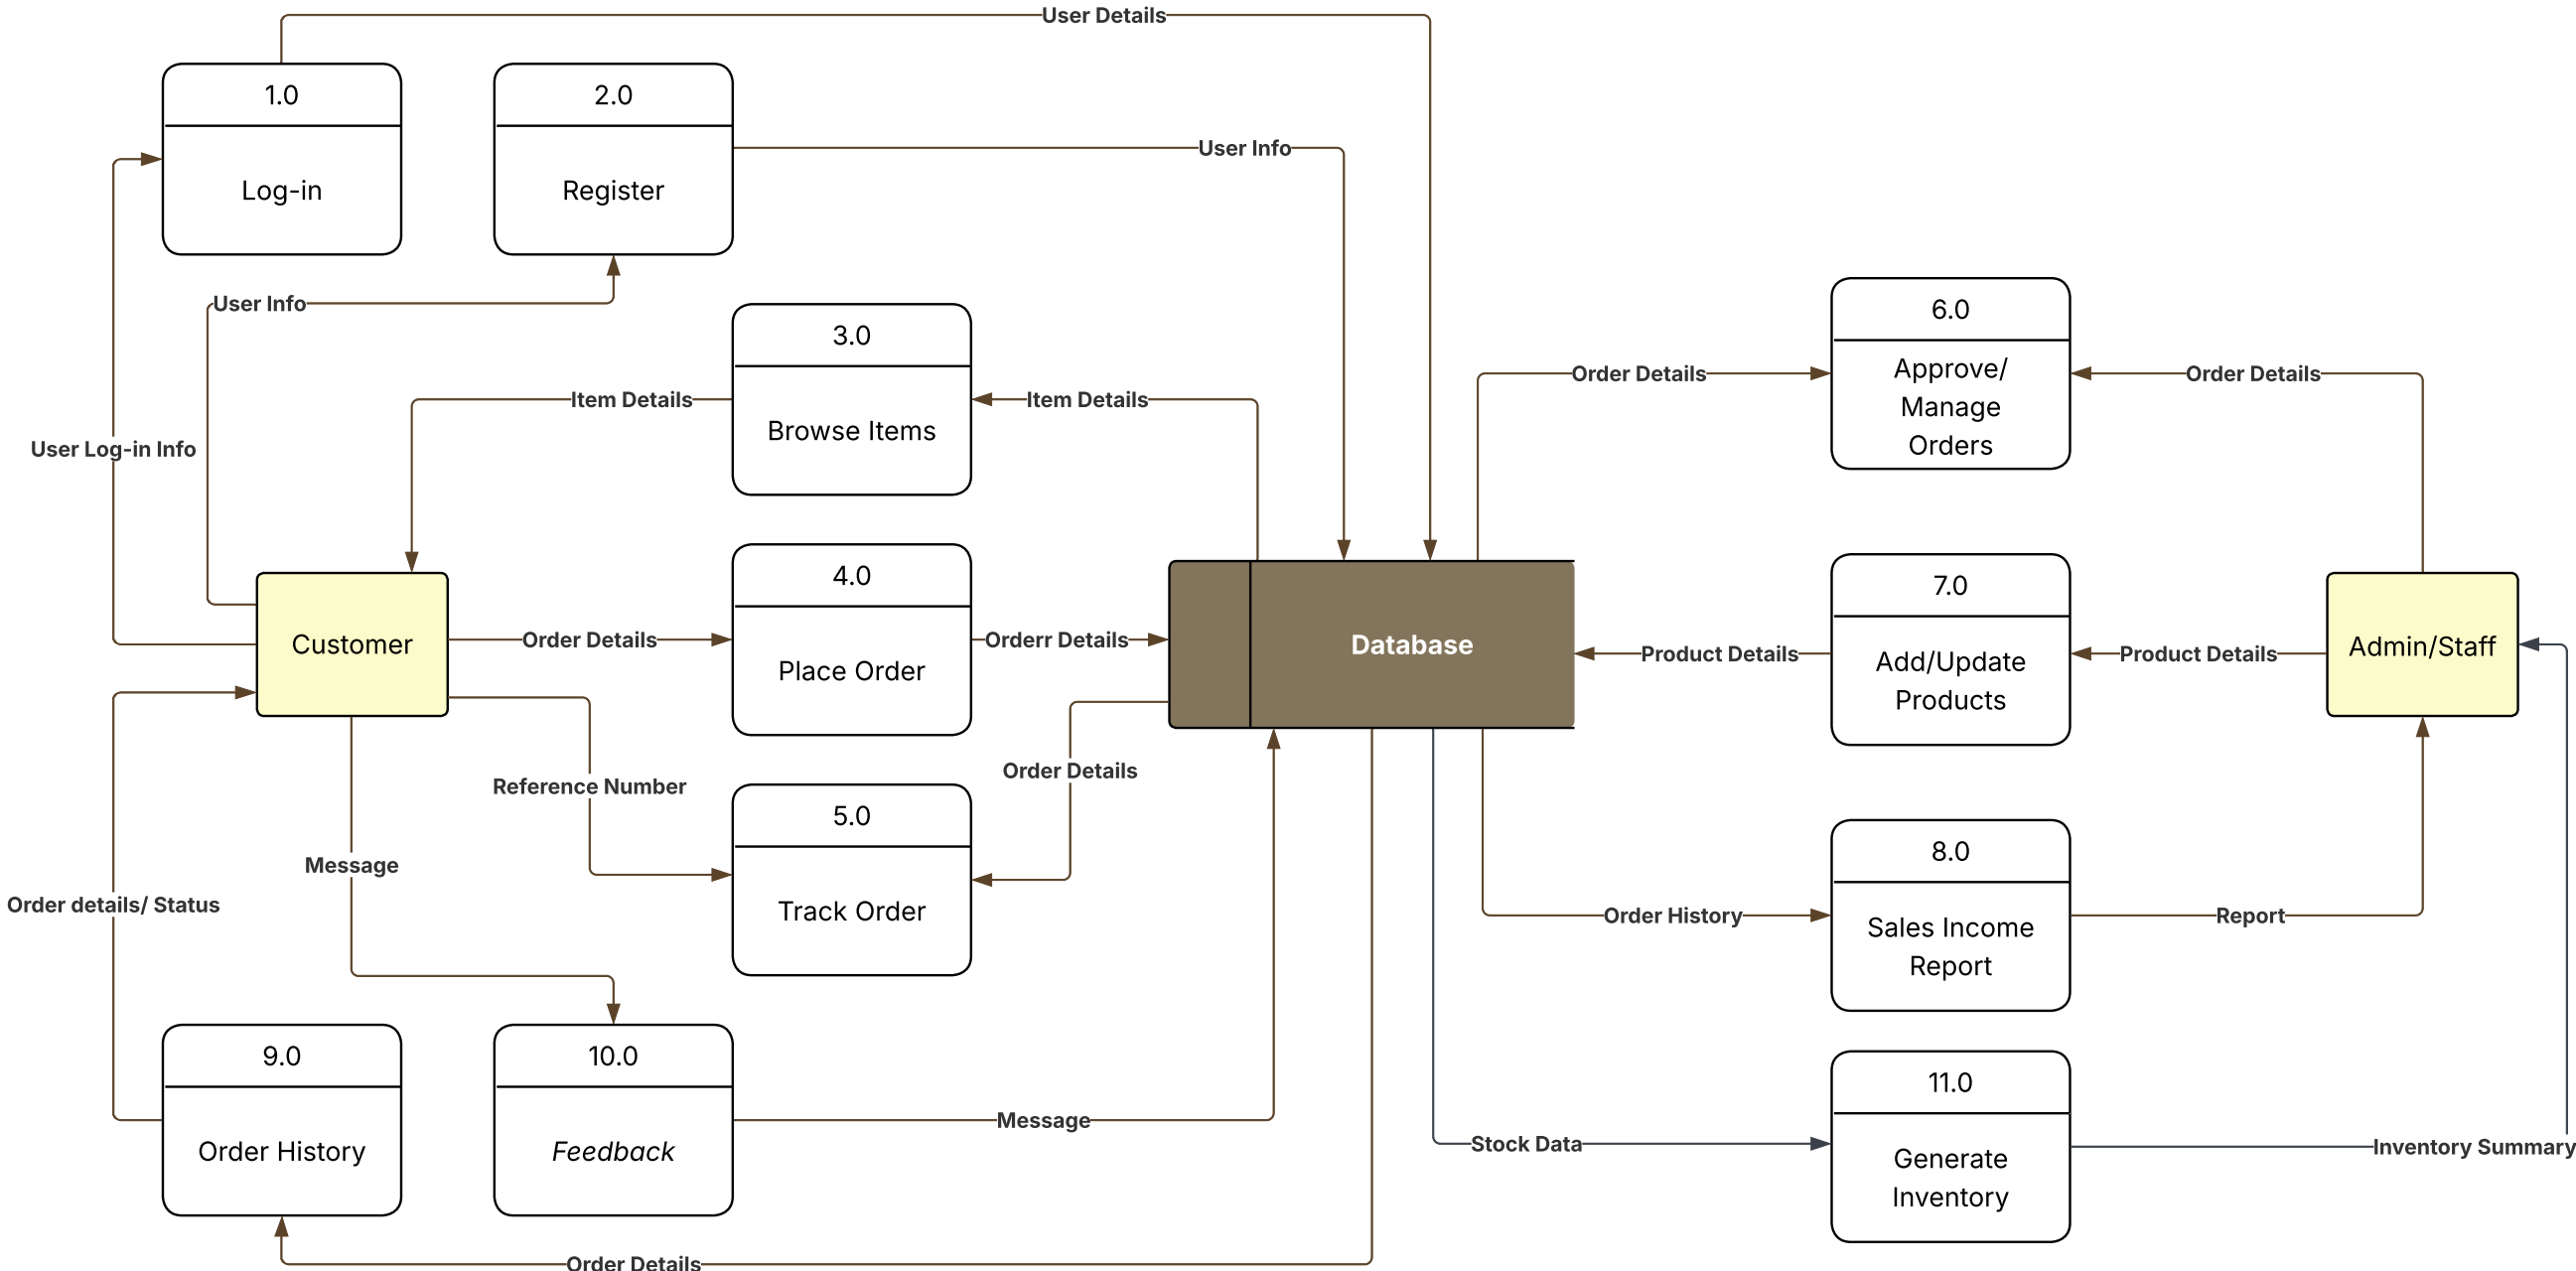 User Details
1.0
Log-in
2.0
Register
User Info
User Info
3.0
Browse Items
Item Details
Item Details
User Log-in Info
6.0
Approve/
Manage
Orders
Order Details
Order Details
Customer
Order Details
4.0
Place Order
Orderr Details
Database
Product Details
7.0
Add/Update
Products
Product Details
Admin/Staff
Reference Number
Order Details
5.0
Track Order
Message
Order details/ Status
Order History
8.0
Sales Income
Report
Report
9.0
Order History
10.0
Feedback
Message
Stock Data
11.0
Generate
Inventory
Inventory Summary
Order Details